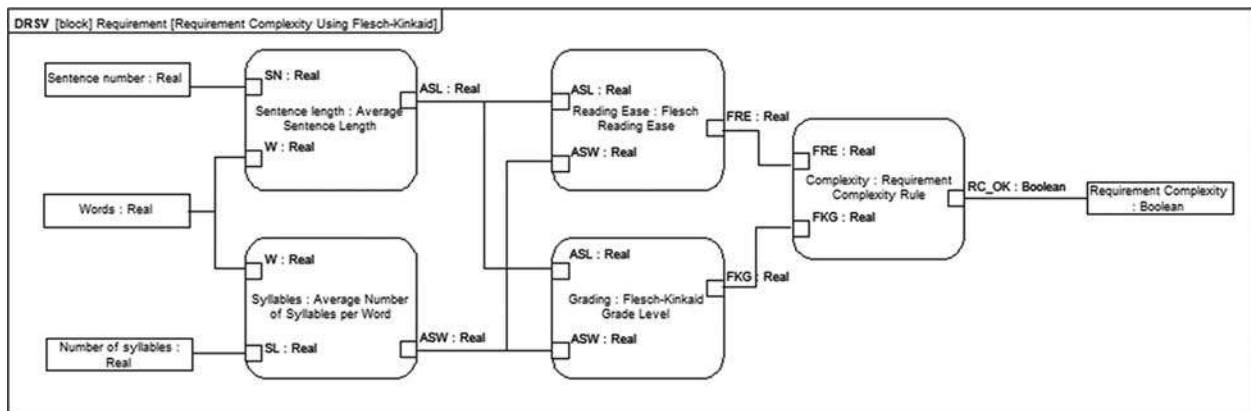 DRSV [block] Requirement [Requirement Complexity Using Flesch-Kinkaid]
Sentence number : Real
Words : Real
Number of syllables :
Real
SN : Real
Sentence length : Average
Sentence Length
W : Real
ASL : Real
W : Real
Syllables : Average Number
of Syllables per Word
SL : Real
ASW : Real
ASL : Real
Reading Ease : Flesch
Reading Ease
ASW : Real
FRE : Real
ASL : Real
Grading : Flesch-Kinkaid
Grade Level
ASW : Real
FKG : Real
FRE : Real
Complexity : Requirement
Complexity Rule
FKG : Real
RC_OK : Boolean
Requirement Complexity
: Boolean